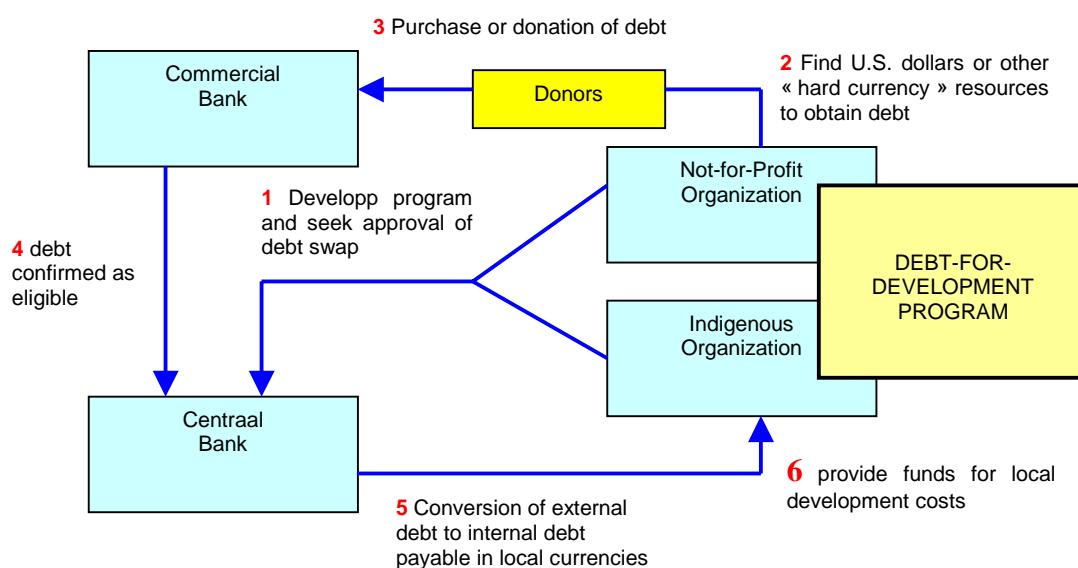 3 Purchase or donation of debt
Commercial
Bank
Donors
2 Find U.S. dollars or other
« hard currency » resources
to obtain debt
Not-for-Profit
Organization
1 Developp program
and seek approval of
debt swap
4 debt
confirmed as
eligible
DEBT-FOR-
DEVELOPMENT
PROGRAM
Indigenous
Organization
Centraal
Bank
6 provide funds for local
development costs
5 Conversion of external
debt to internal debt
payable in local currencies